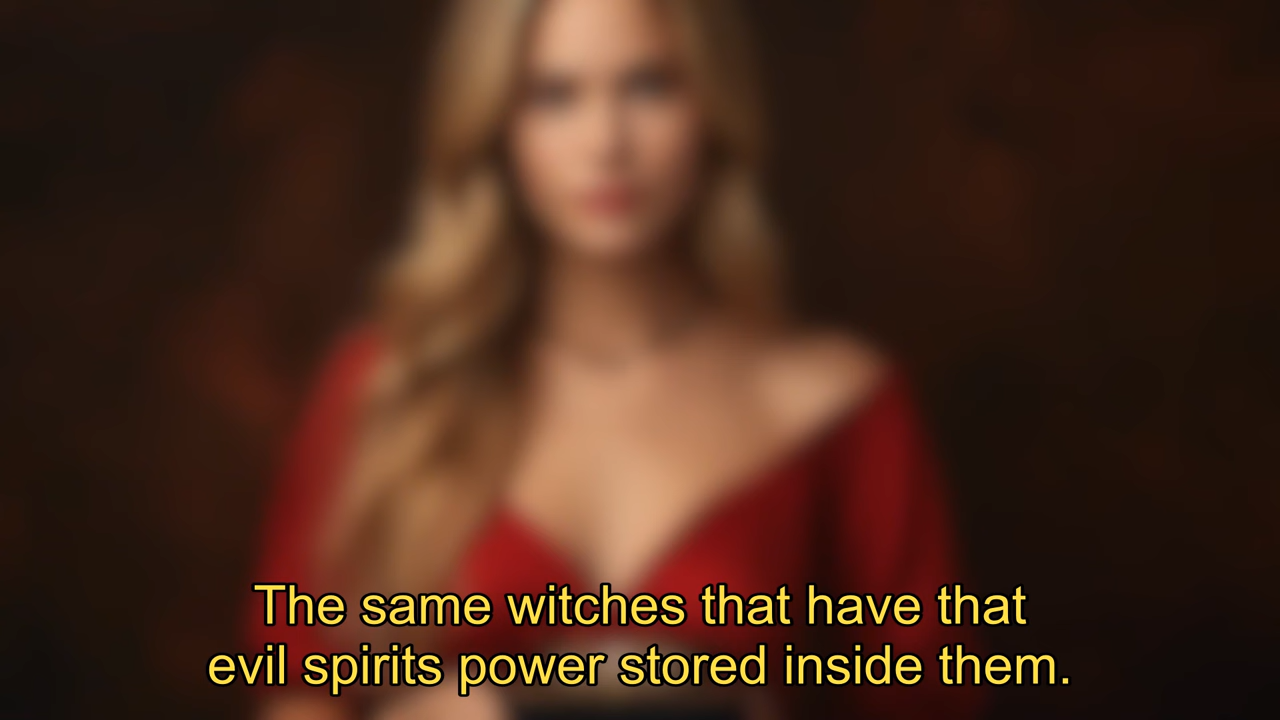 The same witches that have that
evil spirits power stored inside them.